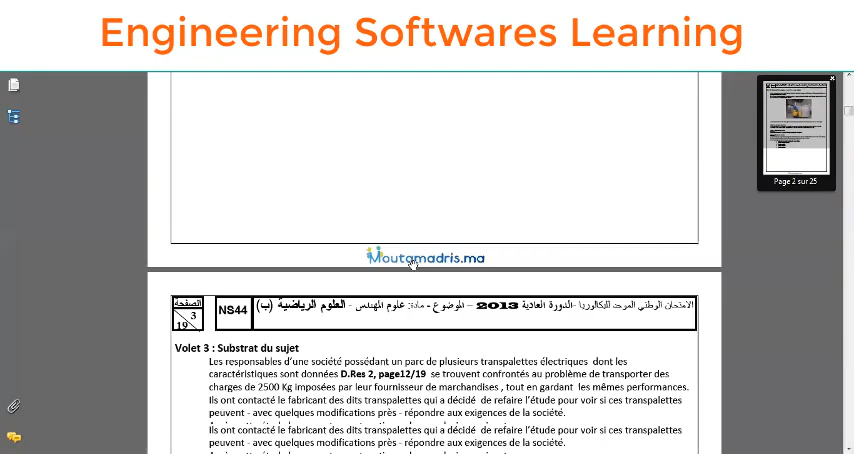 Engineering Softwares Learning
Page 2 sur 25
Moutamadris.ma
الصفحة
3
19
NS44
الامتحان الوطني الموحد للبكالوريا -الدورة العادية 2013 – الموضوع - مادة: علوم المهندس - العلوم الرياضية (ب)
Volet 3 : Substrat du sujet
Les responsables d'une société possédant un parc de plusieurs transpalettes électriques dont les
caractéristiques sont données D.Res 2, page12/19 se trouvent confrontés au problème de transporter des
charges de 2500 Kg imposées par leur fournisseur de marchandises , tout en gardant les mêmes performances.
Ils ont contacté le fabricant des dits transpalettes qui a décidé de refaire l'étude pour voir si ces transpalettes
peuvent - avec quelques modifications près - répondre aux exigences de la société.
Ils ont contacté le fabricant des dits transpalettes qui a décidé de refaire l'étude pour voir si ces transpalettes
peuvent - avec quelques modifications près - répondre aux exigences de la société.